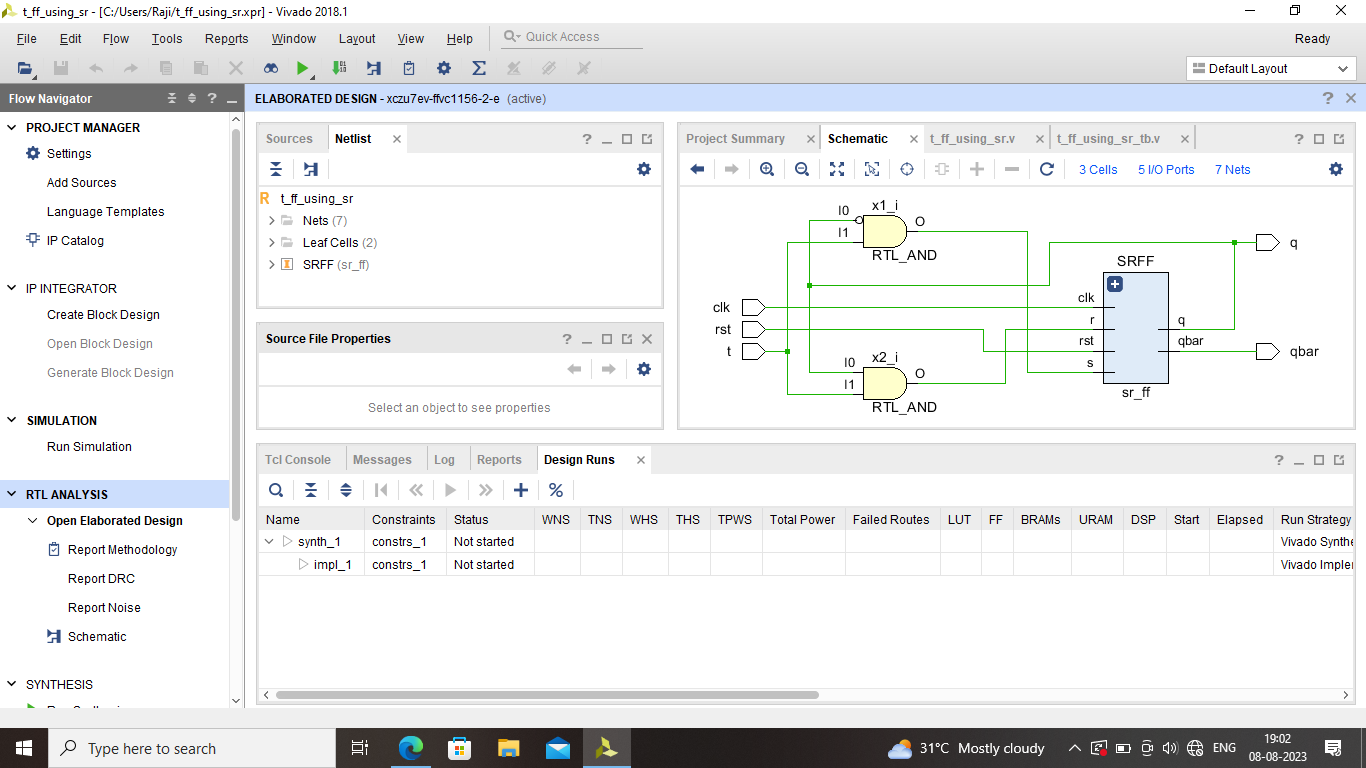 t_ff_using_sr - [C:/Users/Raji/t_ff_using_sr.xpr] - Vivado 2018.1
File Edit Flow Tools Reports Window Layout View Help Quick Access Ready
Default Layout
Flow Navigator
PROJECT MANAGER
Settings
Add Sources
Language Templates
IP Catalog
IP INTEGRATOR
Create Block Design
Open Block Design
Generate Block Design
SIMULATION
Run Simulation
RTL ANALYSIS
Open Elaborated Design
Report Methodology
Report DRC
Report Noise
Schematic
SYNTHESIS
ELABORATED DESIGN - xczu7ev-ffvc1156-2-e (active)
Sources Netlist
t_ff_using_sr
Nets (7)
Leaf Cells (2)
SRFF (sr_ff)
Source File Properties
Select an object to see properties
Project Summary Schematic t_ff_using_sr.v t_ff_using_sr_tb.v
3 Cells 5 I/O Ports 7 Nets
x1_i
I0
I1
O
RTL_AND
clk
rst
t
x2_i
I0
I1
O
RTL_AND
SRFF
clk
r
rst
s
q
qbar
sr_ff
q
qbar
Tcl Console Messages Log Reports Design Runs
Name Constraints Status WNS TNS WHS THS TPWS Total Power Failed Routes LUT FF BRAMs URAM DSP Start Elapsed Run Strategy
synth_1 constrs_1 Not started Vivado Synthe
impl_1 constrs_1 Not started Vivado Impler
Type here to search
31°C Mostly cloudy
ENG
19:02
08-08-2023